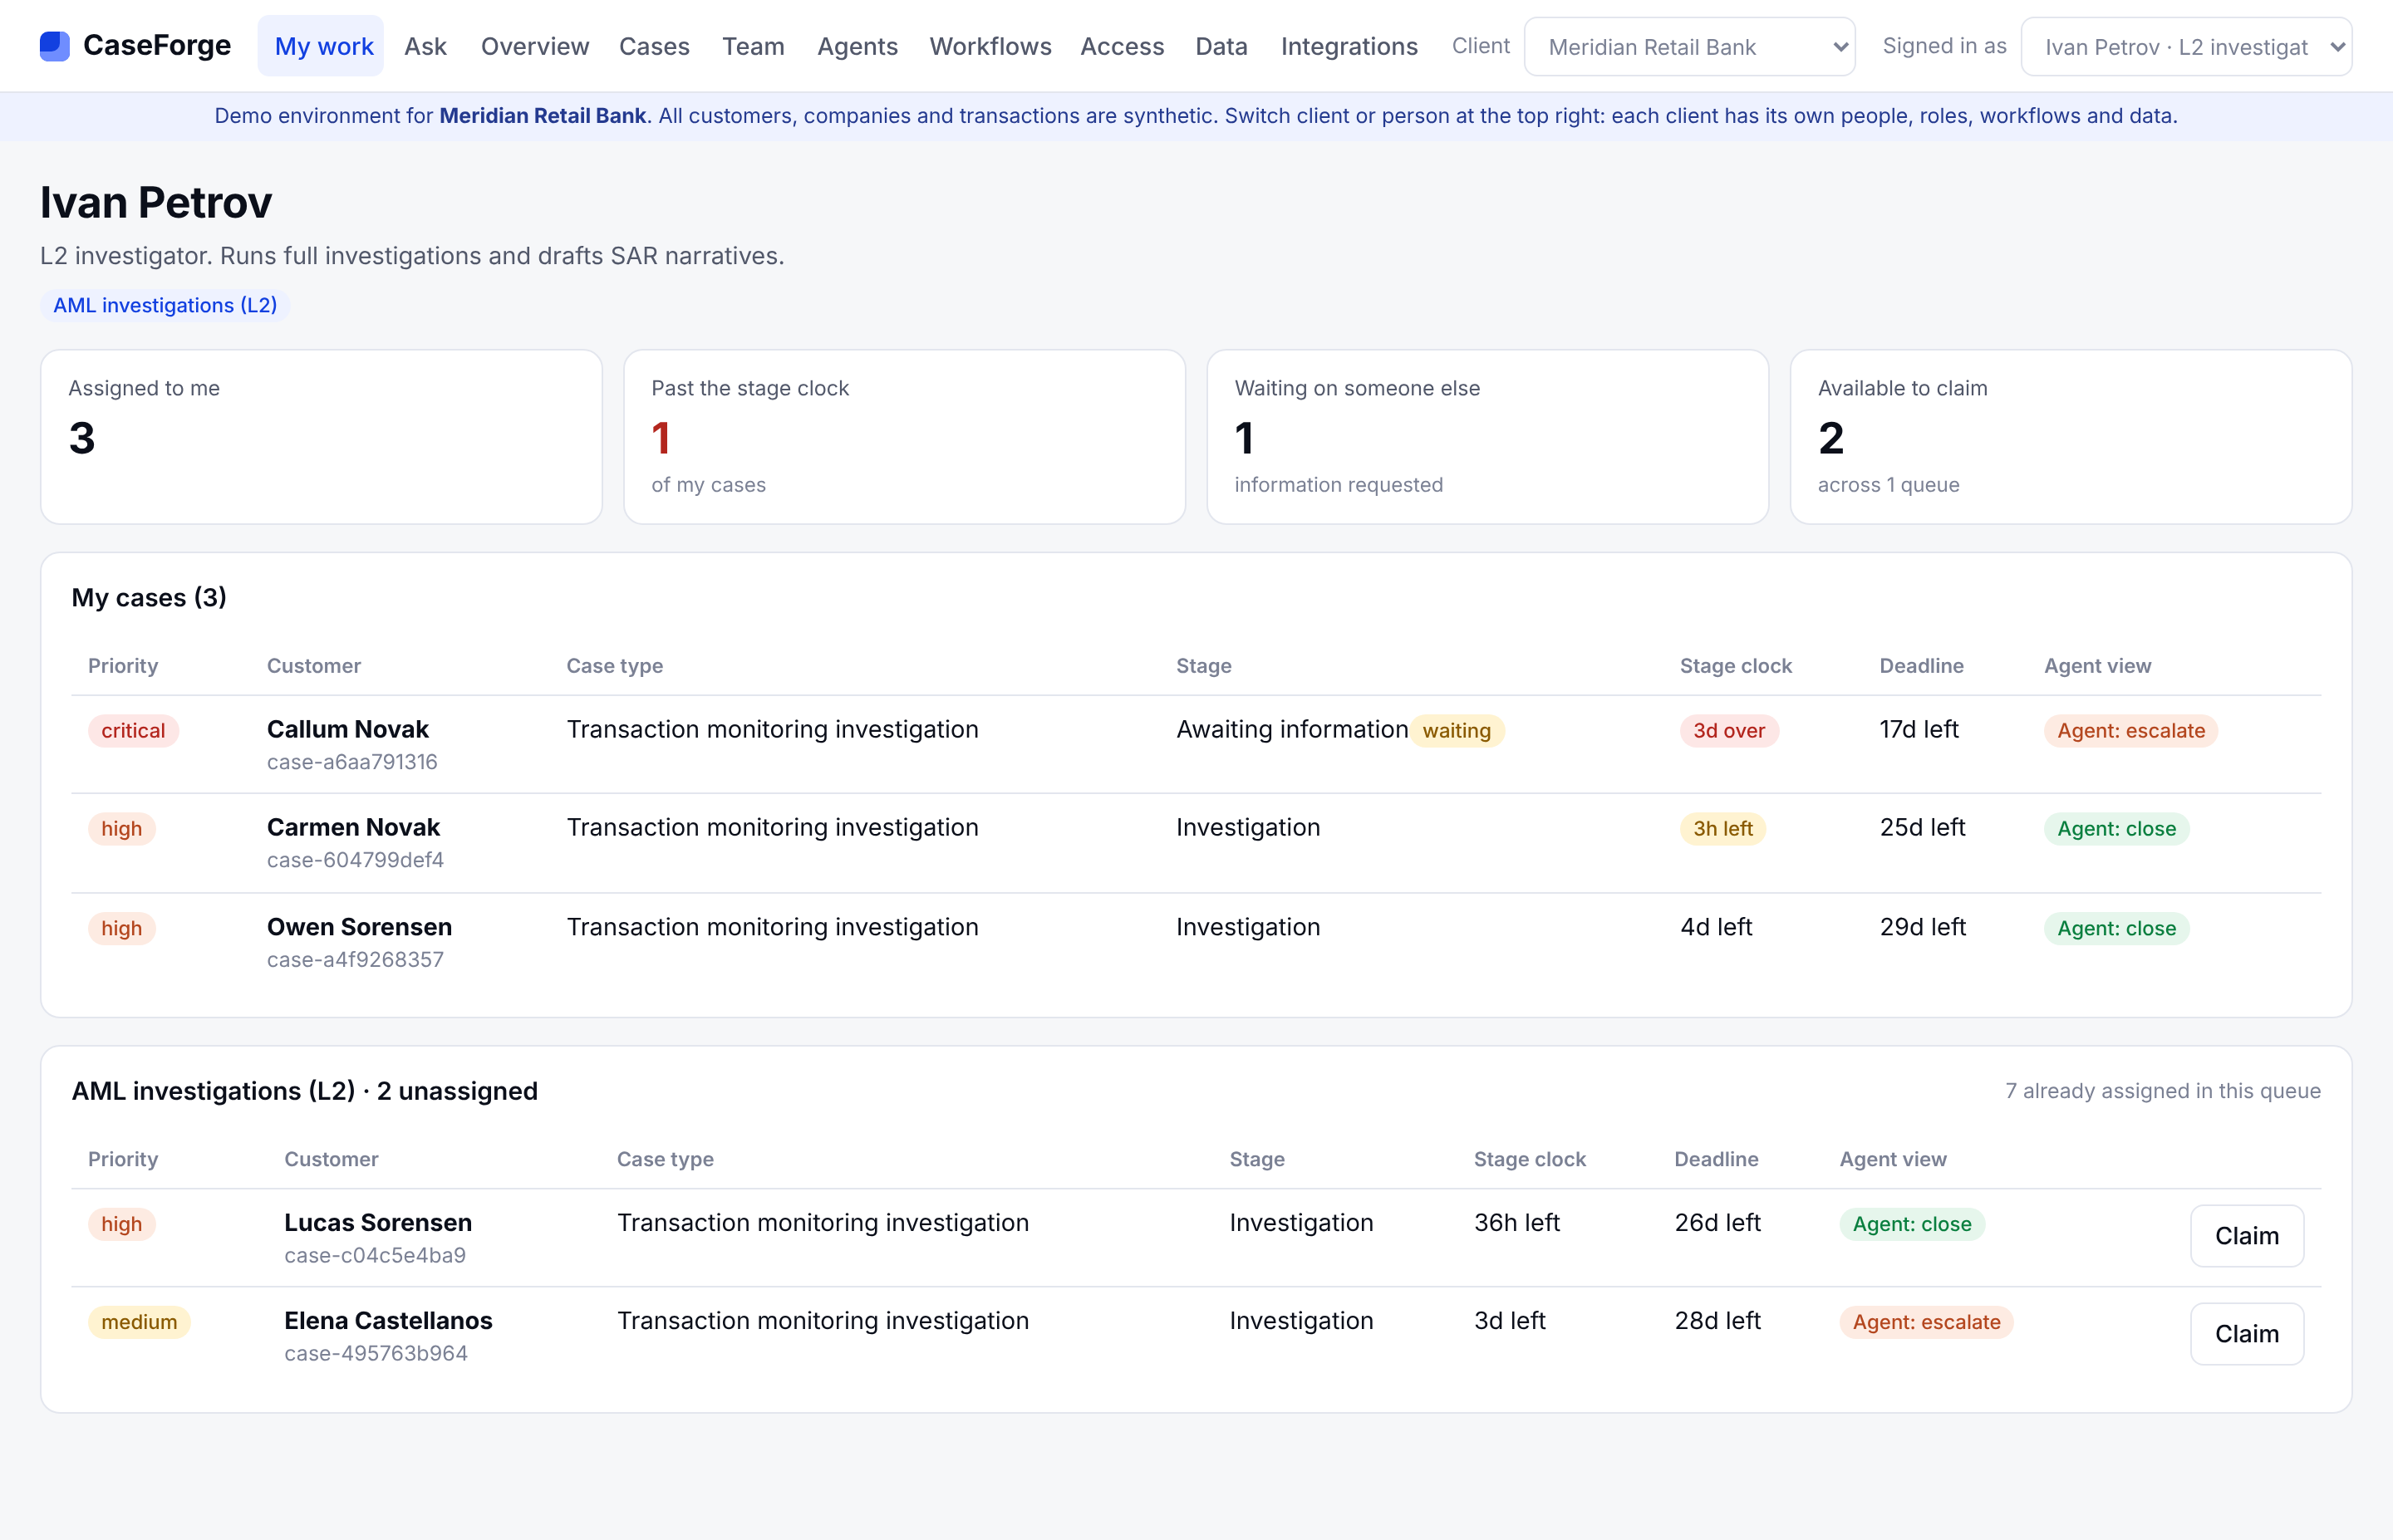 CaseForge My work Ask Overview Cases Team Agents Workflows Access Data Integrations Client Meridian Retail Bank Signed in as Ivan Petrov · L2 investigat
Demo environment for Meridian Retail Bank. All customers, companies and transactions are synthetic. Switch client or person at the top right: each client has its own people, roles, workflows and data.
Ivan Petrov
L2 investigator. Runs full investigations and drafts SAR narratives.
AML investigations (L2)
Assigned to me
3
Past the stage clock
1
of my cases
Waiting on someone else
1
information requested
Available to claim
2
across 1 queue
My cases (3)
Priority Customer Case type Stage Stage clock Deadline Agent view
critical Callum Novak Transaction monitoring investigation Awaiting information waiting 3d over 17d left Agent: escalate
case-a6aa791316
high Carmen Novak Transaction monitoring investigation Investigation 3h left 25d left Agent: close
case-604799def4
high Owen Sorensen Transaction monitoring investigation Investigation 4d left 29d left Agent: close
case-a4f9268357
AML investigations (L2) · 2 unassigned 7 already assigned in this queue
Priority Customer Case type Stage Stage clock Deadline Agent view
high Lucas Sorensen Transaction monitoring investigation Investigation 36h left 26d left Agent: close Claim
case-c04c5e4ba9
medium Elena Castellanos Transaction monitoring investigation Investigation 3d left 28d left Agent: escalate Claim
case-495763b964